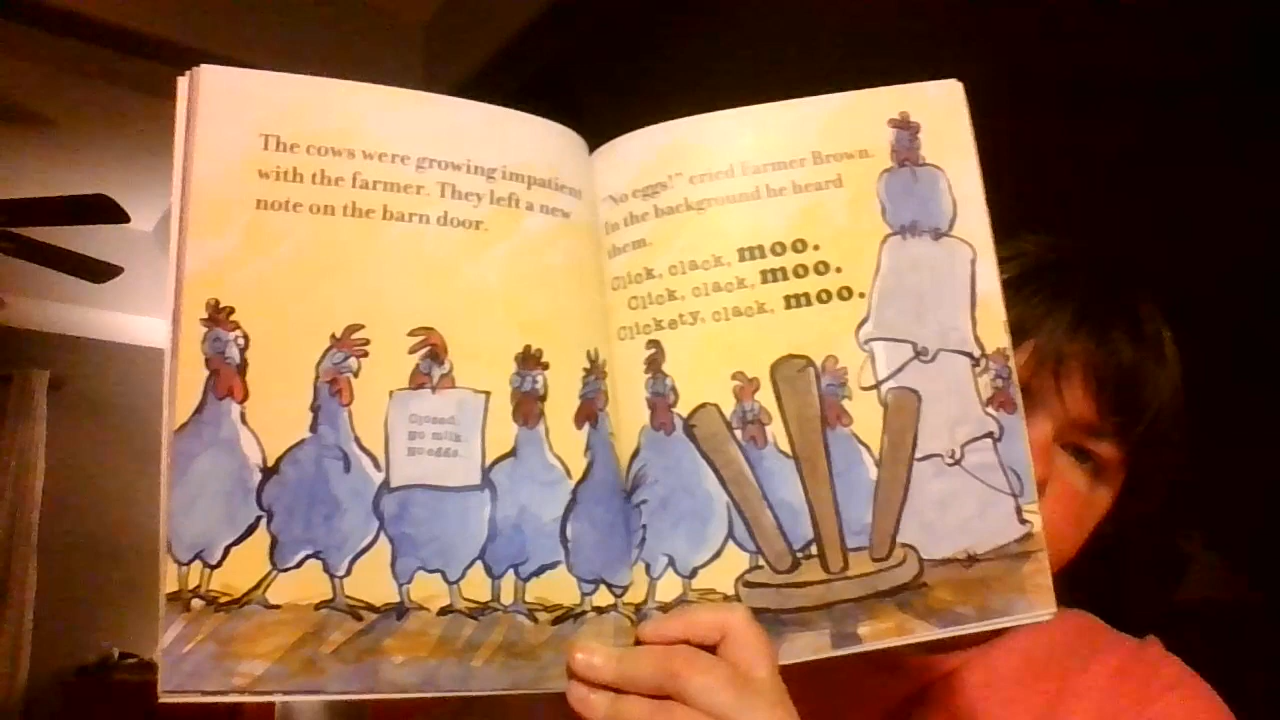 The cows were growing impatient
with the farmer. They left a new
note on the barn door.
Closed.
no milk.
no eggs.
"No eggs!" cried Farmer Brown.
In the background he heard
them.
Click, clack, moo.
Click, clack, moo.
Clickety, clack, moo.